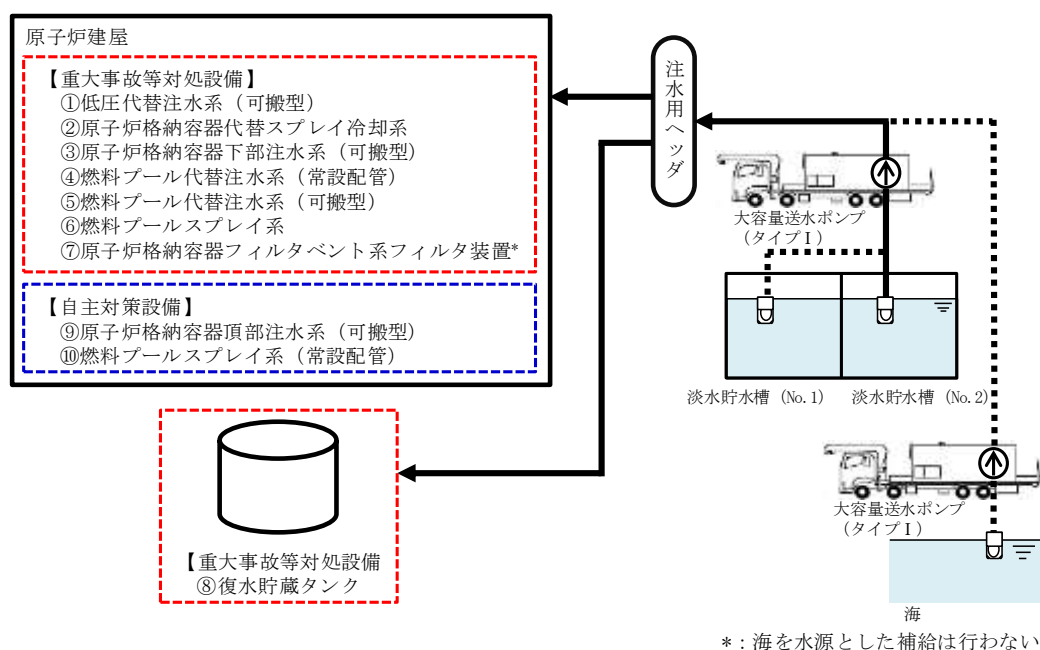 原子炉建屋
【重大事故等対処設備】
①低圧代替注水系（可搬型）
②原子炉格納容器代替スプレイ冷却系
③原子炉格納容器下部注水系（可搬型）
④燃料プール代替注水系（常設配管）
⑤燃料プール代替注水系（可搬型）
⑥燃料プールスプレイ系
⑦原子炉格納容器フィルタベント系フィルタ装置*
【自主対策設備】
⑨原子炉格納容器頂部注水系（可搬型）
⑩燃料プールスプレイ系（常設配管）
【重大事故等対処設備
⑧復水貯蔵タンク
注水用ヘッダ
大容量送水ポンプ
（タイプⅠ）
淡水貯水槽（No.1）
淡水貯水槽（No.2）
大容量送水ポンプ
（タイプⅠ）
海
*：海を水源とした補給は行わない